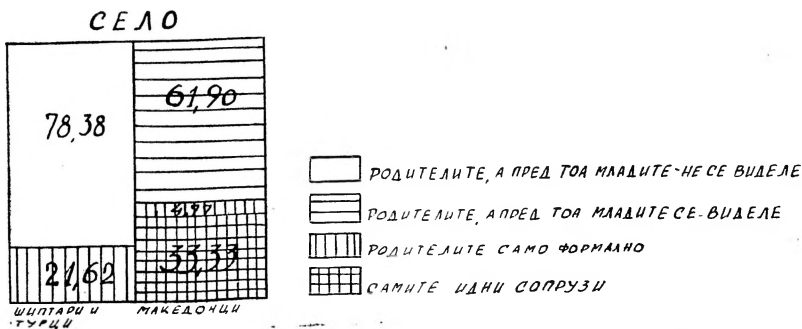 СЕЛО
61,90
78,38
РОДИТЕЛИТЕ, А ПРЕД ТОА МЛАДИТЕ-НЕ СЕ ВИДЕЛЕ
РОДИТЕЛИТЕ, А ПРЕД ТОА МЛАДИТЕ СЕ-ВИДЕЛЕ
РОДИТЕЛИТЕ САМО ФОРМАЛНО
33,33
21,62
САМИТЕ ИДНИ СОПРУЗИ
ШИПТАРИ И
ТУРЦИ
МАКЕДОНЦИ